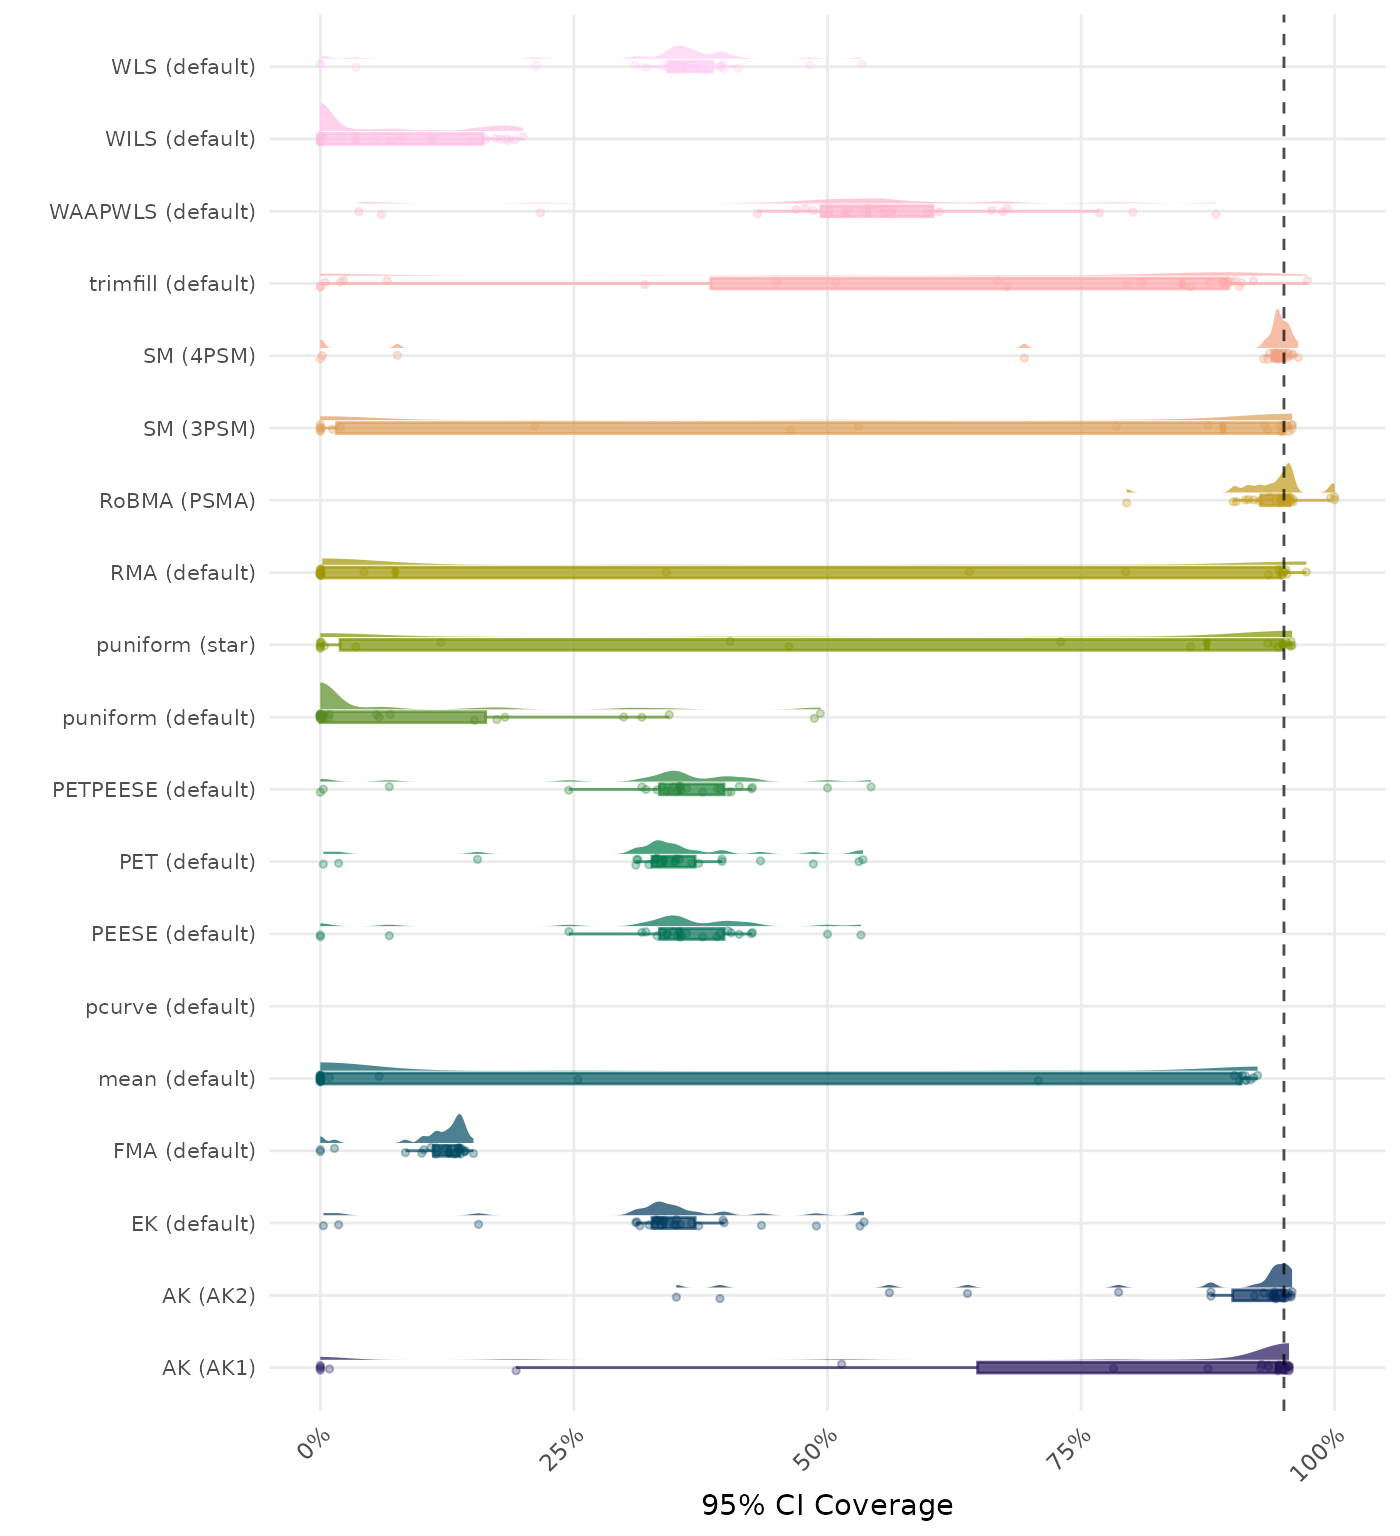 WLS (default)
WILS (default)
WAAPWLS (default)
trimfill (default)
SM (4PSM)
SM (3PSM)
RoBMA (PSMA)
RMA (default)
puniform (star)
puniform (default)
PETPEESE (default)
PET (default)
PEESE (default)
pcurve (default)
mean (default)
FMA (default)
EK (default)
AK (AK2)
AK (AK1)
0%
25%
50%
75%
100%
95% CI Coverage